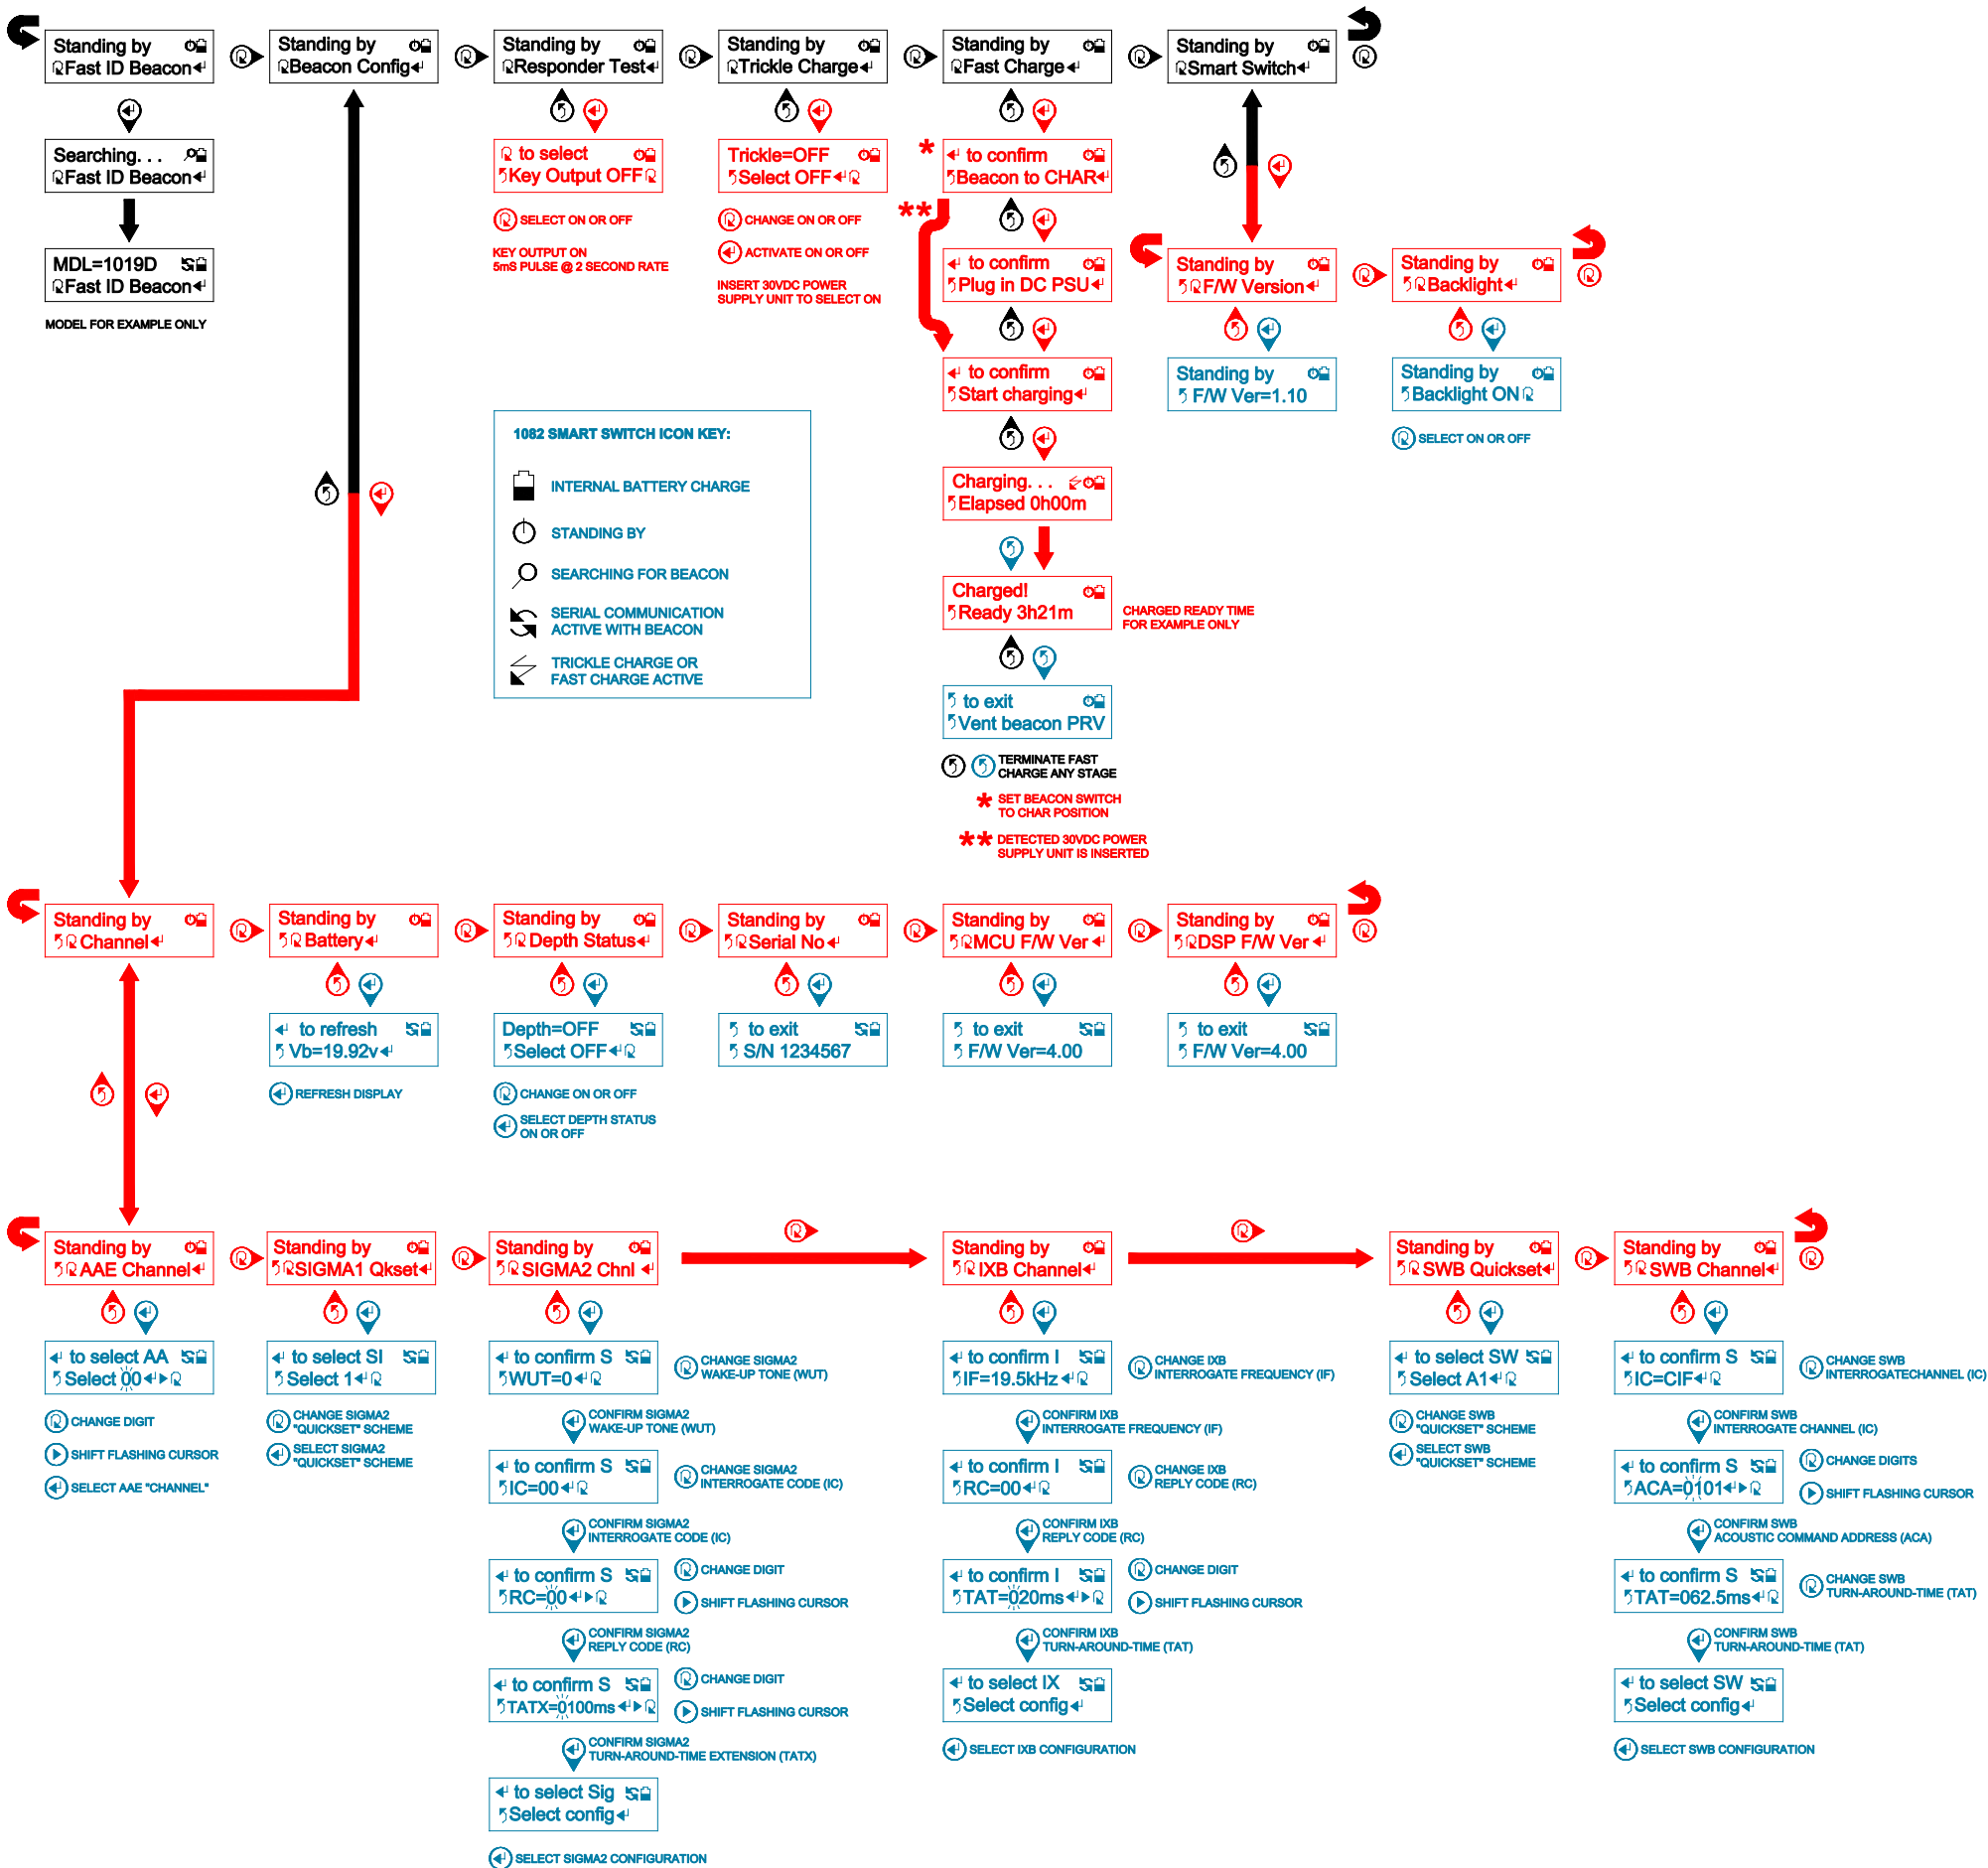 Standing by
Fast ID Beacon
Standing by
Beacon Config
Standing by
Responder Test
Standing by
Trickle Charge
Standing by
Fast Charge
Standing by
Smart Switch
Searching. . .
Fast ID Beacon
MDL=1019D
Fast ID Beacon
MODEL FOR EXAMPLE ONLY
to select
Key Output OFF
SELECT ON OR OFF
KEY OUTPUT ON
5mS PULSE @ 2 SECOND RATE
Trickle=OFF
Select OFF
CHANGE ON OR OFF
ACTIVATE ON OR OFF
INSERT 30VDC POWER
SUPPLY UNIT TO SELECT ON
*
to confirm
Beacon to CHAR
**
to confirm
Plug in DC PSU
to confirm
Start charging
Charging. . .
Elapsed 0h00m
Charged!
Ready 3h21m
CHARGED READY TIME
FOR EXAMPLE ONLY
to exit
Vent beacon PRV
TERMINATE FAST
CHARGE ANY STAGE
* SET BEACON SWITCH
TO CHAR POSITION
** DETECTED 30VDC POWER
SUPPLY UNIT IS INSERTED
Standing by
F/W Version
Standing by
Backlight
Standing by
F/W Ver=1.10
Standing by
Backlight ON
SELECT ON OR OFF
1082 SMART SWITCH ICON KEY:
INTERNAL BATTERY CHARGE
STANDING BY
SEARCHING FOR BEACON
SERIAL COMMUNICATION
ACTIVE WITH BEACON
TRICKLE CHARGE OR
FAST CHARGE ACTIVE
Standing by
Channel
Standing by
Battery
Standing by
Depth Status
Standing by
Serial No
Standing by
MCU F/W Ver
Standing by
DSP F/W Ver
to refresh
Vb=19.92v
REFRESH DISPLAY
Depth=OFF
Select OFF
CHANGE ON OR OFF
SELECT DEPTH STATUS
ON OR OFF
to exit
S/N 1234567
to exit
F/W Ver=4.00
to exit
F/W Ver=4.00
Standing by
AAE Channel
Standing by
SIGMA1 Qkset
Standing by
SIGMA2 Chnl
Standing by
IXB Channel
Standing by
SWB Quickset
Standing by
SWB Channel
to select AA
Select 00
CHANGE DIGIT
SHIFT FLASHING CURSOR
SELECT AAE "CHANNEL"
to select SI
Select 1
CHANGE SIGMA2
"QUICKSET" SCHEME
SELECT SIGMA2
"QUICKSET" SCHEME
to confirm S
WUT=0
CHANGE SIGMA2
WAKE-UP TONE (WUT)
CONFIRM SIGMA2
WAKE-UP TONE (WUT)
to confirm S
IC=00
CHANGE SIGMA2
INTERROGATE CODE (IC)
CONFIRM SIGMA2
INTERROGATE CODE (IC)
to confirm S
RC=00
CHANGE DIGIT
SHIFT FLASHING CURSOR
CONFIRM SIGMA2
REPLY CODE (RC)
to confirm S
TATX=0100ms
CHANGE DIGIT
SHIFT FLASHING CURSOR
CONFIRM SIGMA2
TURN-AROUND-TIME EXTENSION (TATX)
to select Sig
Select config
SELECT SIGMA2 CONFIGURATION
to confirm I
IF=19.5kHz
CHANGE IXB
INTERROGATE FREQUENCY (IF)
CONFIRM IXB
INTERROGATE FREQUENCY (IF)
to confirm I
RC=00
CHANGE IXB
REPLY CODE (RC)
CONFIRM IXB
REPLY CODE (RC)
to confirm I
TAT=020ms
CHANGE DIGIT
SHIFT FLASHING CURSOR
CONFIRM IXB
TURN-AROUND-TIME (TAT)
to select IX
Select config
SELECT IXB CONFIGURATION
to select SW
Select A1
CHANGE SWB
"QUICKSET" SCHEME
SELECT SWB
"QUICKSET" SCHEME
to confirm S
IC=CIF
CHANGE SWB
INTERROGATECHANNEL (IC)
CONFIRM SWB
INTERROGATE CHANNEL (IC)
to confirm S
ACA=0101
CHANGE DIGITS
SHIFT FLASHING CURSOR
CONFIRM SWB
ACOUSTIC COMMAND ADDRESS (ACA)
to confirm S
TAT=062.5ms
CHANGE SWB
TURN-AROUND-TIME (TAT)
CONFIRM SWB
TURN-AROUND-TIME (TAT)
to select SW
Select config
SELECT SWB CONFIGURATION